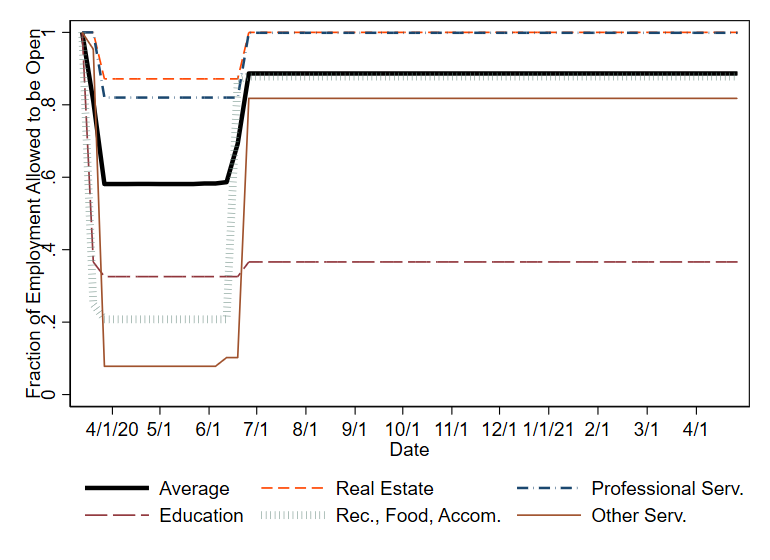 Fraction of Employment Allowed to be Open
1
.8
.6
.4
.2
0
4/1/20 5/1 6/1 7/1 8/1 9/1 10/1 11/1 12/1 1/1/21 2/1 3/1 4/1
Date
Average Real Estate Professional Serv.
Education Rec., Food, Accom. Other Serv.